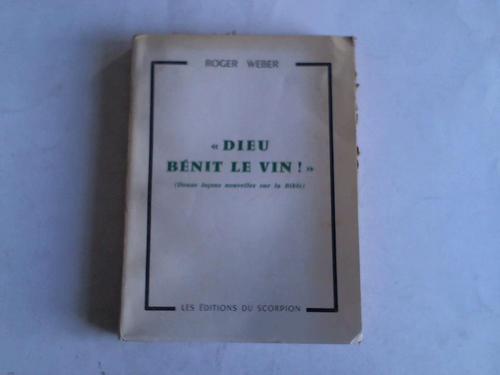 ROGER WEBER
« DIEU
BÉNIT LE VIN ! »
(Douze leçons nouvelles sur la Bible)
LES ÉDITIONS DU SCORPION